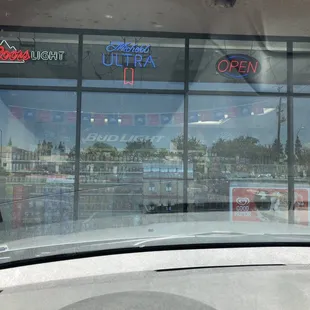 Coors LIGHT
Michelob
ULTRA
OPEN
BUD LIGHT